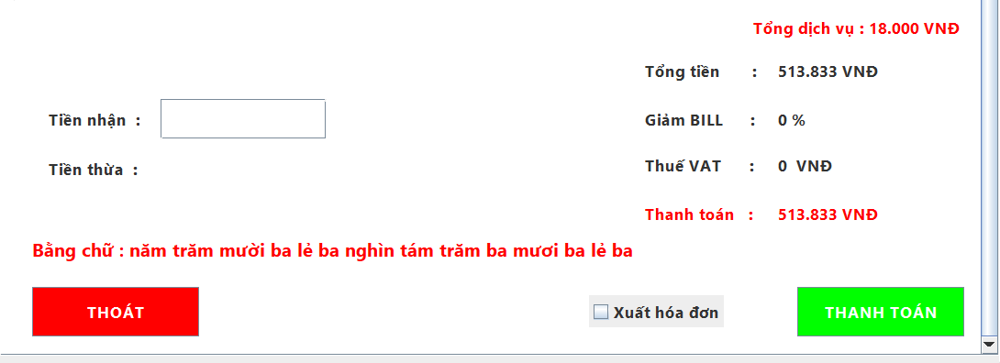 Tổng dịch vụ : 18.000 VNĐ
Tổng tiền : 513.833 VNĐ
Tiền nhận :
Giảm BILL : 0 %
Tiền thừa :
Thuế VAT : 0 VNĐ
Thanh toán : 513.833 VNĐ
Bằng chữ : năm trăm mười ba lẻ ba nghìn tám trăm ba mươi ba lẻ ba
THOÁT
Xuất hóa đơn
THANH TOÁN